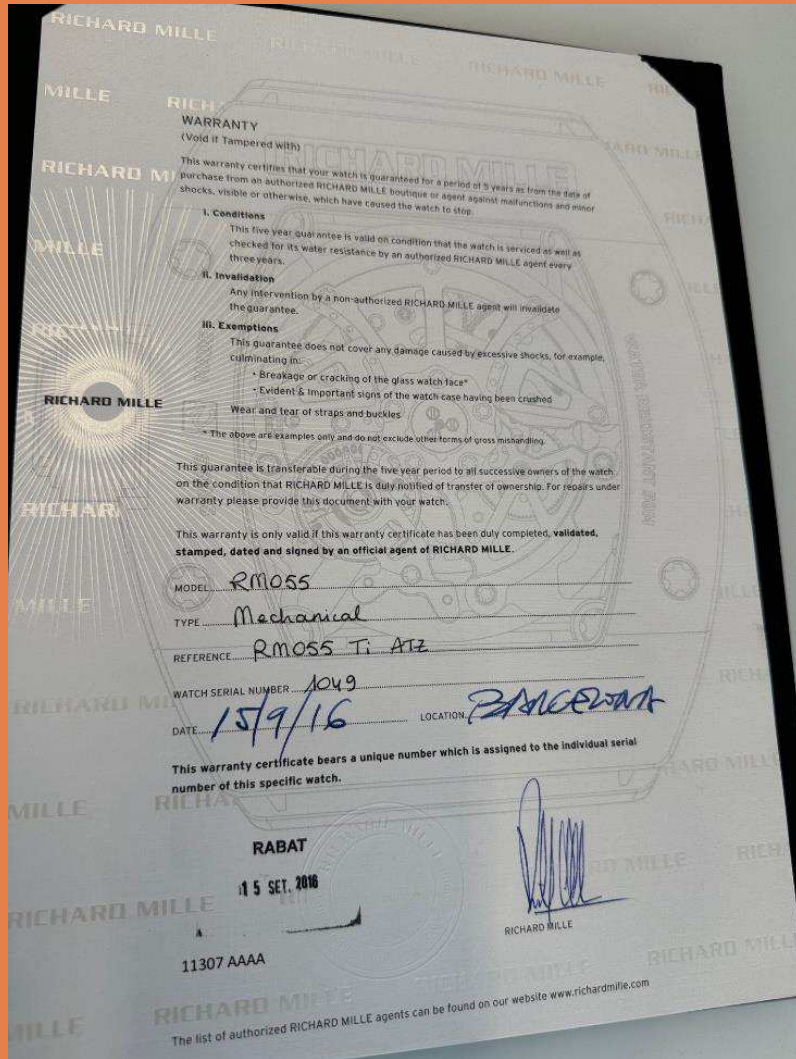 RICHARD MILLE
RICHARD MILLE
RICHARD MILLE
MILLE
WARRANTY
(Void if Tampered with)
This warranty certifies that your watch is guaranteed for a period of 5 years as from the date of
purchase from an authorized RICHARD MILLE boutique or agent against malfunctions and minor
shocks, visible or otherwise, which have caused the watch to stop.
I. Conditions
This five year guarantee is valid on condition that the watch is serviced as well as
checked for its water resistance by an authorized RICHARD MILLE agent every
three years.
II. Invalidation
Any intervention by a non-authorized RICHARD MILLE agent will invalidate
the guarantee.
III. Exemptions
This guarantee does not cover any damage caused by excessive shocks, for example,
culminating in:
• Breakage or cracking of the glass watch face*
• Evident & Important signs of the watch case having been crushed
Wear and tear of straps and buckles
* The above are examples only and do not exclude other forms of gross mishandling.
RICHARD MILLE
This guarantee is transferable during the five year period to all successive owners of the watch
on the condition that RICHARD MILLE is duly notified of transfer of ownership. For repairs under
warranty please provide this document with your watch.
This warranty is only valid if this warranty certificate has been duly completed, validated,
stamped, dated and signed by an official agent of RICHARD MILLE.
MODEL RM055
TYPE Mechanical
REFERENCE RM055 Ti ATZ
WATCH SERIAL NUMBER 1049
DATE 15/9/16 LOCATION BARCELONA
This warranty certificate bears a unique number which is assigned to the individual serial
number of this specific watch.
RABAT
15 SET. 2016
RICHARD MILLE
11307 AAAA
The list of authorized RICHARD MILLE agents can be found on our website www.richardmille.com